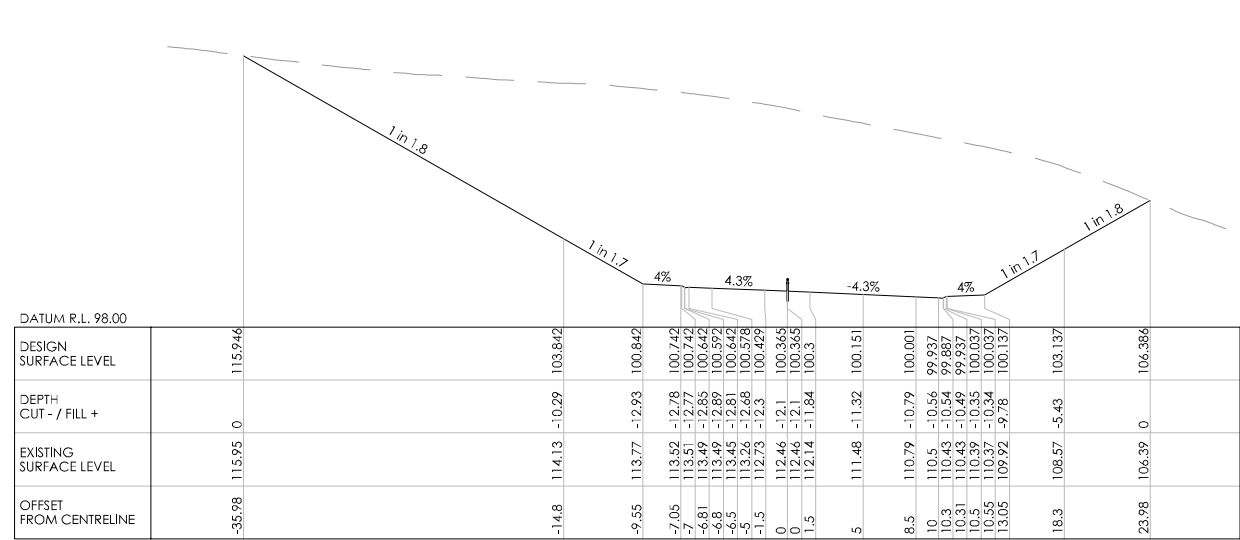 1 in 1.8
1 in 1.7
4%
4.3%
-4.3%
4%
1 in 1.7
1 in 1.8
DATUM R.L. 98.00
DESIGN
SURFACE LEVEL
115.946 103.842 100.842 100.742 100.742 100.642 100.592 100.642 100.578 100.429 100.365 100.365 100.3 100.151 100.001 99.937 99.887 99.937 100.037 100.037 100.137 103.137 106.386
DEPTH
CUT - / FILL +
0 -10.29 -12.93 -12.78 -12.77 -12.85 -12.89 -12.81 -12.68 -12.3 -12.1 -12.1 -11.84 -11.32 -10.79 -10.56 -10.54 -10.49 -10.35 -10.34 -9.78 -5.43 0
EXISTING
SURFACE LEVEL
115.95 114.13 113.77 113.52 113.51 113.49 113.49 113.45 113.26 112.73 112.46 112.46 112.14 111.48 110.79 110.5 110.43 110.43 110.39 110.37 109.92 108.57 106.39
OFFSET
FROM CENTRELINE
-35.98 -14.8 -9.55 -7.05 -7 -6.81 -6.8 -6.5 -5 -1.5 0 0 1.5 5 8.5 10 10.3 10.31 10.5 10.55 13.05 18.3 23.98